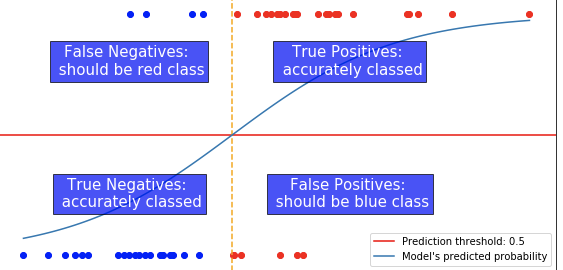 False Negatives:
should be red class
True Positives:
accurately classed
True Negatives:
accurately classed
False Positives:
should be blue class
Prediction threshold: 0.5
Model's predicted probability